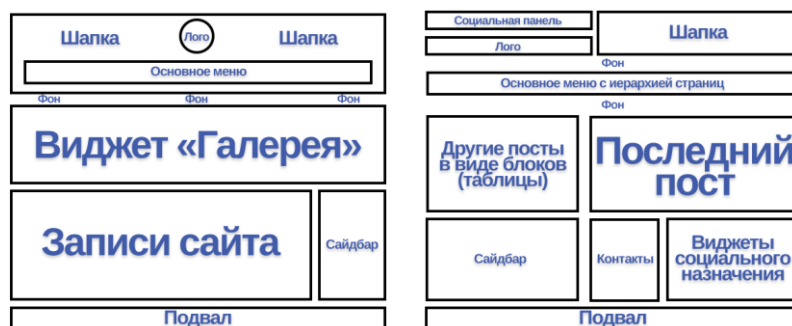 Шапка
Лого
Шапка
Основное меню
Фон
Фон
Фон
Виджет «Галерея»
Записи сайта
Сайдбар
Подвал
Социальная панель
Лого
Шапка
Фон
Основное меню с иерархией страниц
Фон
Другие посты
в виде блоков
(таблицы)
Последний
пост
Сайдбар
Контакты
Виджеты
социального
назначения
Подвал